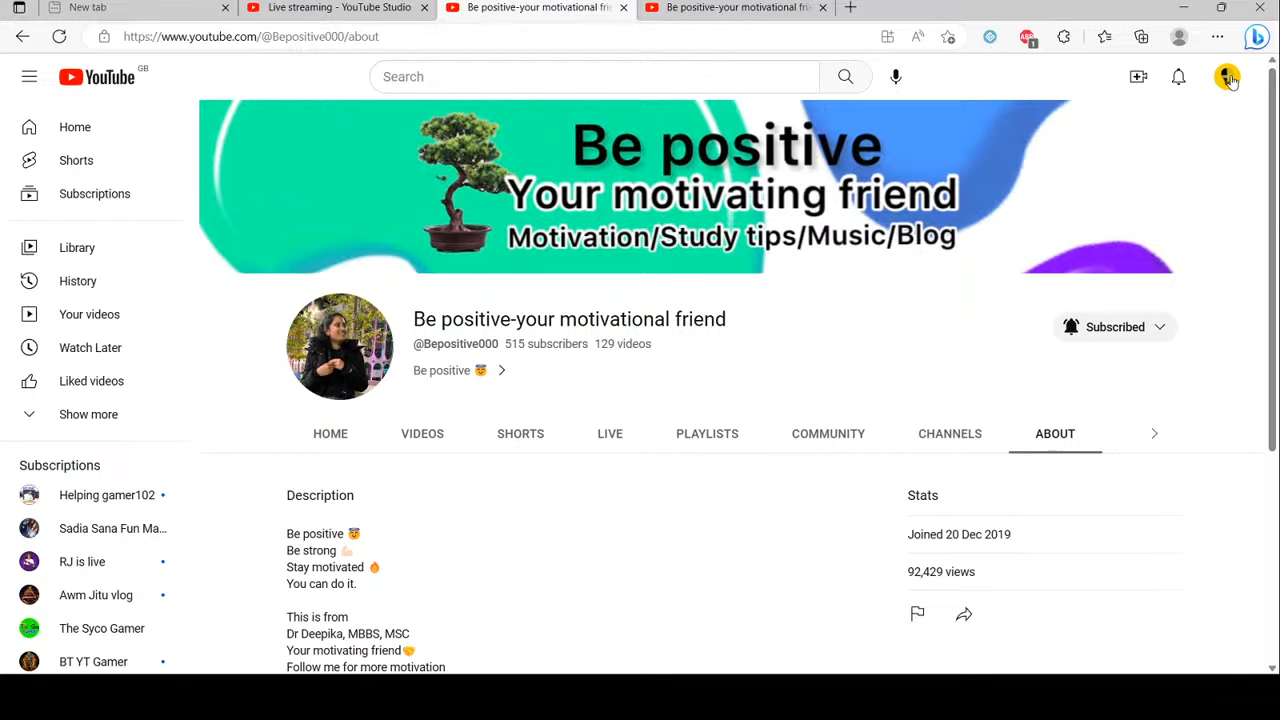 New tab
Live streaming - YouTube Studio
Be positive-your motivational frie
Be positive-your motivational frie
https://www.youtube.com/@Bepositive000/about
1
YouTube GB
Search
Be positive
Your motivating friend
Motivation/Study tips/Music/Blog
Home
Shorts
Subscriptions
Library
History
Your videos
Watch Later
Liked videos
Show more
Subscriptions
Helping gamer102
Sadia Sana Fun Ma...
RJ is live
Awm Jitu vlog
The Syco Gamer
BT YT Gamer
Be positive-your motivational friend
@Bepositive000 515 subscribers 129 videos
Be positive 😇
Subscribed
HOME VIDEOS SHORTS LIVE PLAYLISTS COMMUNITY CHANNELS ABOUT
Description
Be positive 😇
Be strong 💪🏻
Stay motivated 🔥
You can do it.
This is from
Dr Deepika, MBBS, MSC
Your motivating friend🤝
Follow me for more motivation
Stats
Joined 20 Dec 2019
92,429 views